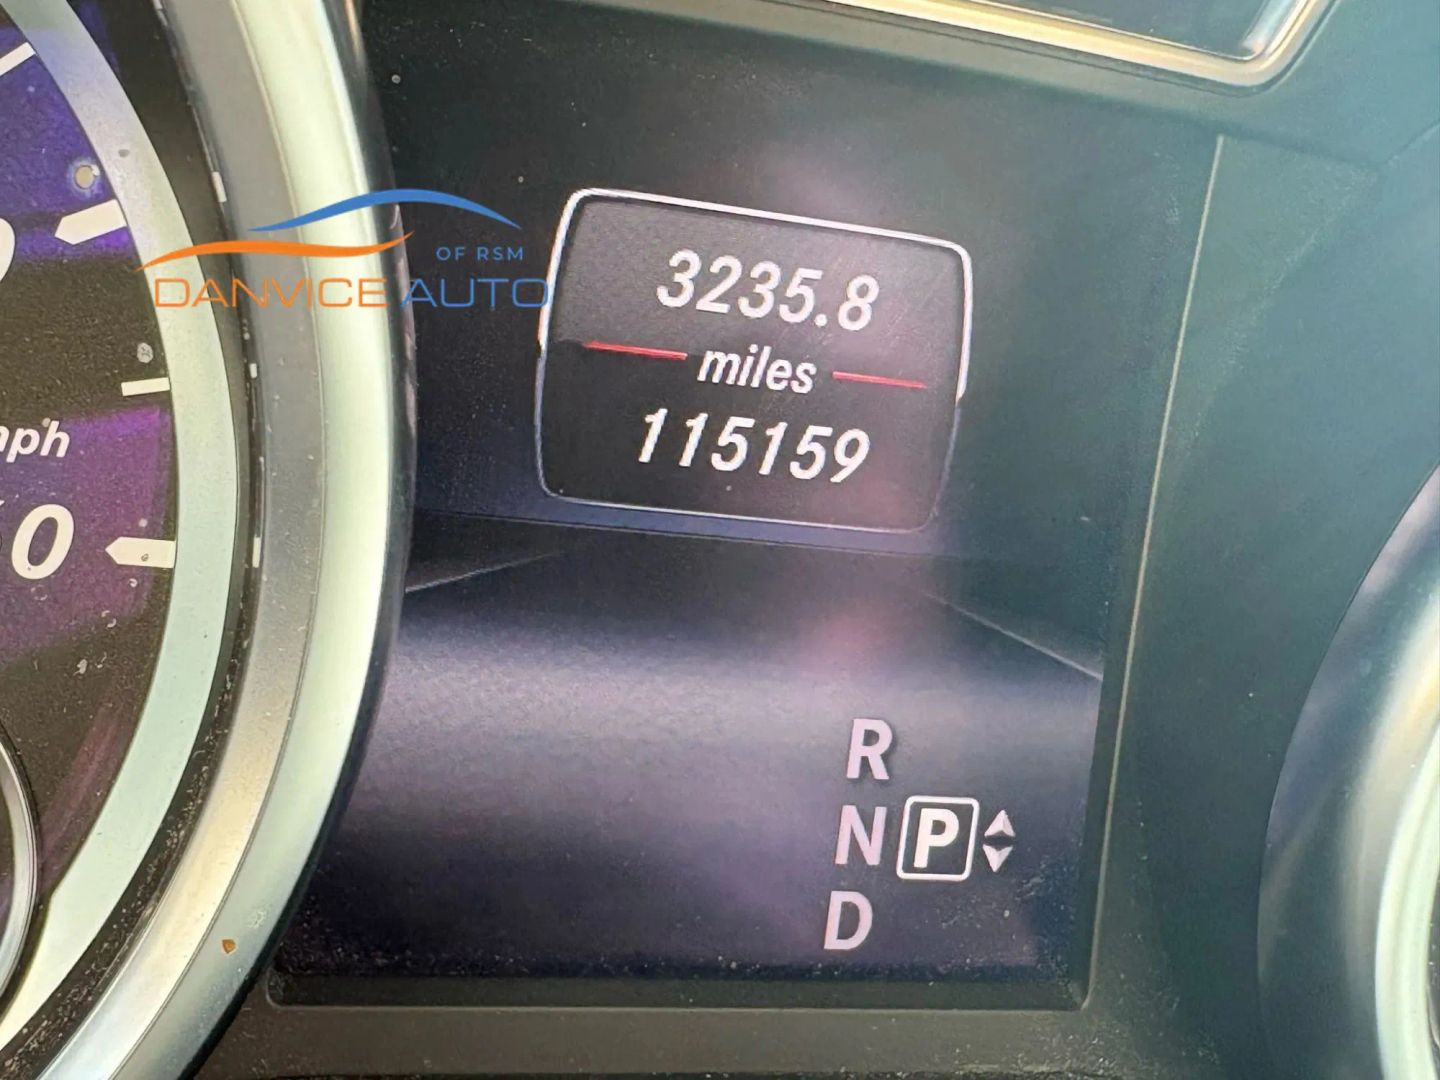 OF RSM
DANVICE AUTO
3235.8
miles
115159
mph
R
N P
D